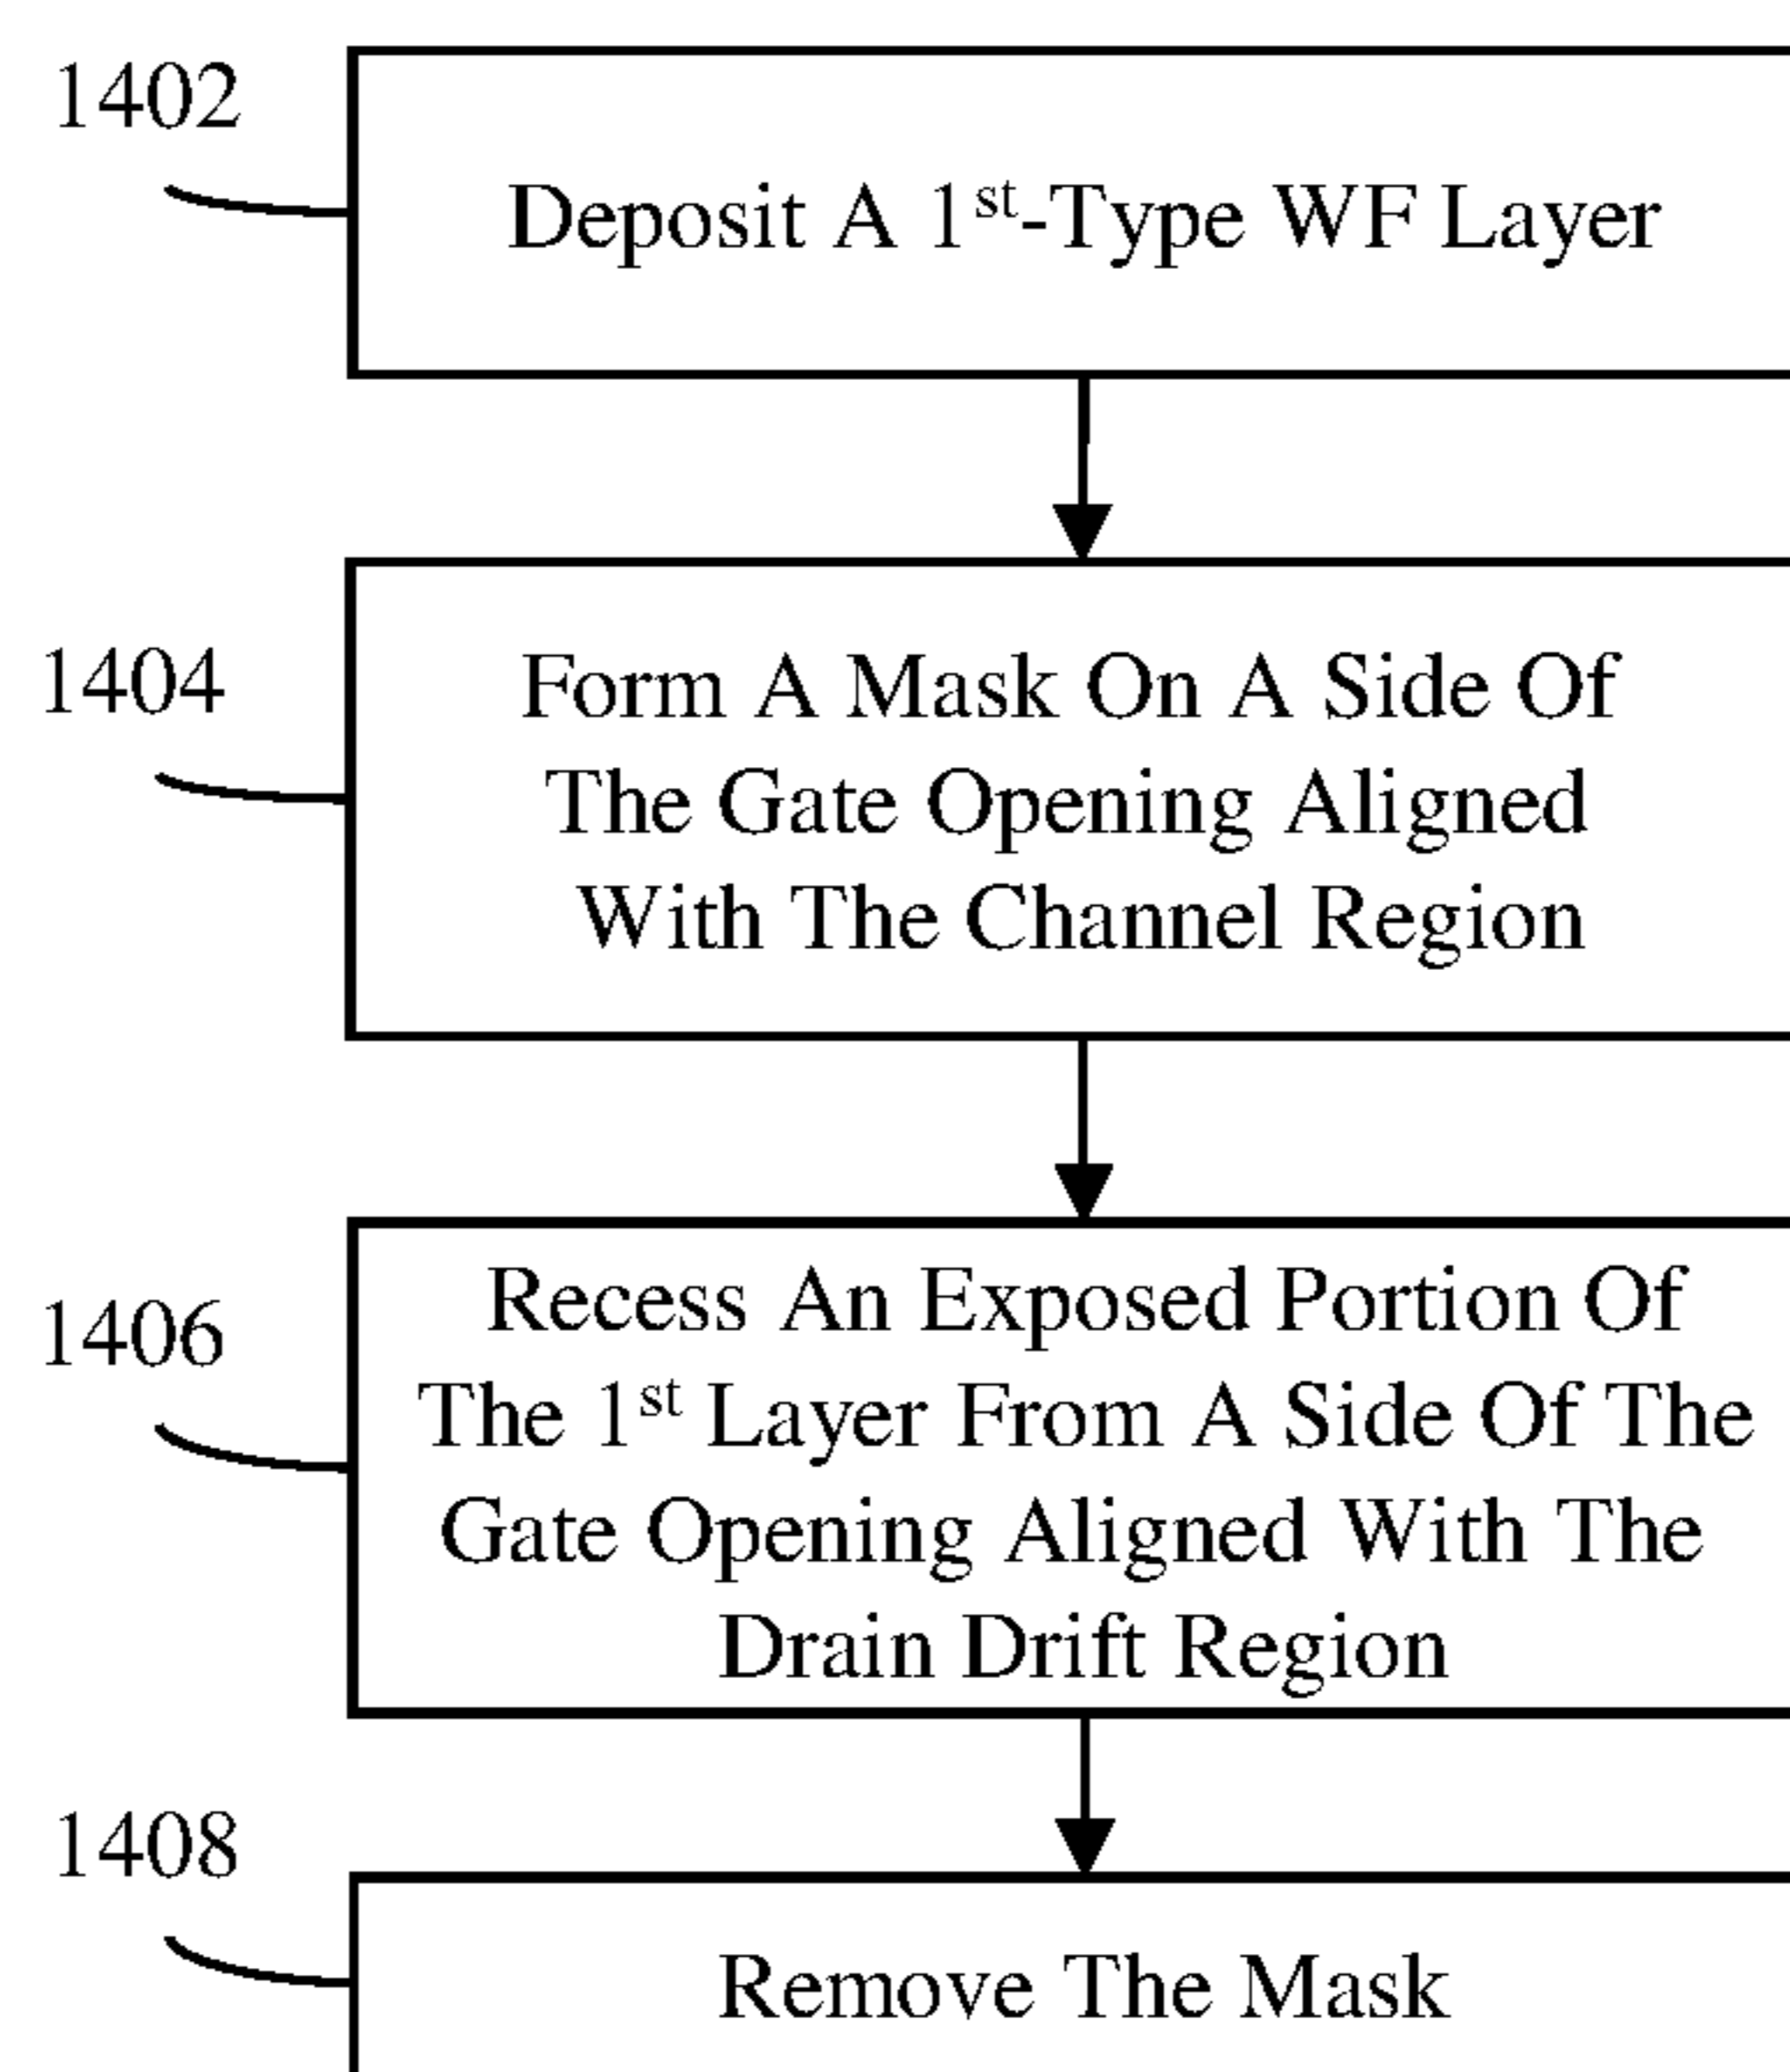 1402
Deposit A 1st-Type WF Layer
1404
Form A Mask On A Side Of
The Gate Opening Aligned
With The Channel Region
1406
Recess An Exposed Portion Of
The 1st Layer From A Side Of The
Gate Opening Aligned With The
Drain Drift Region
1408
Remove The Mask